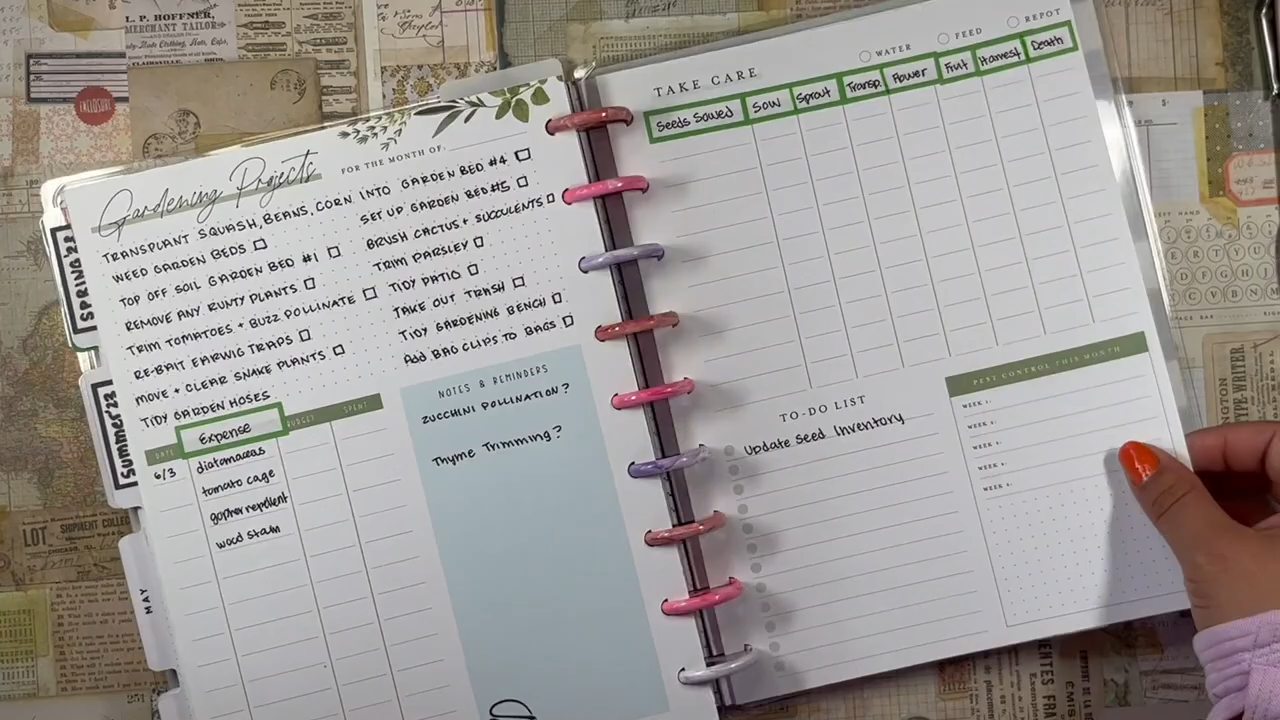 L. P. HOFFNER,
MERCHANT TAILOR
ENCLOSURE
Gardening Projects
FOR THE MONTH OF:
TRANSPLANT SQUASH, BEANS, CORN INTO GARDEN BED #4
WEED GARDEN BEDS
TOP OFF SOIL GARDEN BED #1
REMOVE ANY RUNTY PLANTS
TRIM TOMATOES + BUZZ POLLINATE
RE-BAIT EARWIG TRAPS
MOVE + CLEAR SNAKE PLANTS
TIDY GARDEN HOSES
SET UP GARDEN BED #5
BRUSH CACTUS + SUCCULENTS
TRIM PARSLEY
TIDY PATIO
TAKE OUT TRASH
TIDY GARDENING BENCH
Add BAG CLIPS TO BAGS
SPRING'23
Summer'23
MAY
DATE Expense BUDGET SPENT
6/3 diatomaceas
tomato cage
gopher repellent
wood stain
NOTES & REMINDERS
ZUCCHINI POLLINATION?
Thyme Trimming?
TAKE CARE
WATER
FEED
REPOT
Seeds Sowed Sow Sprout Transp. Flower Fruit Harvest Death
TO-DO LIST
Update Seed Inventory
PEST CONTROL THIS MONTH
WEEK 1:
WEEK 2:
WEEK 3:
WEEK 4:
WEEK 5:
LOT
TYPE-WRITER